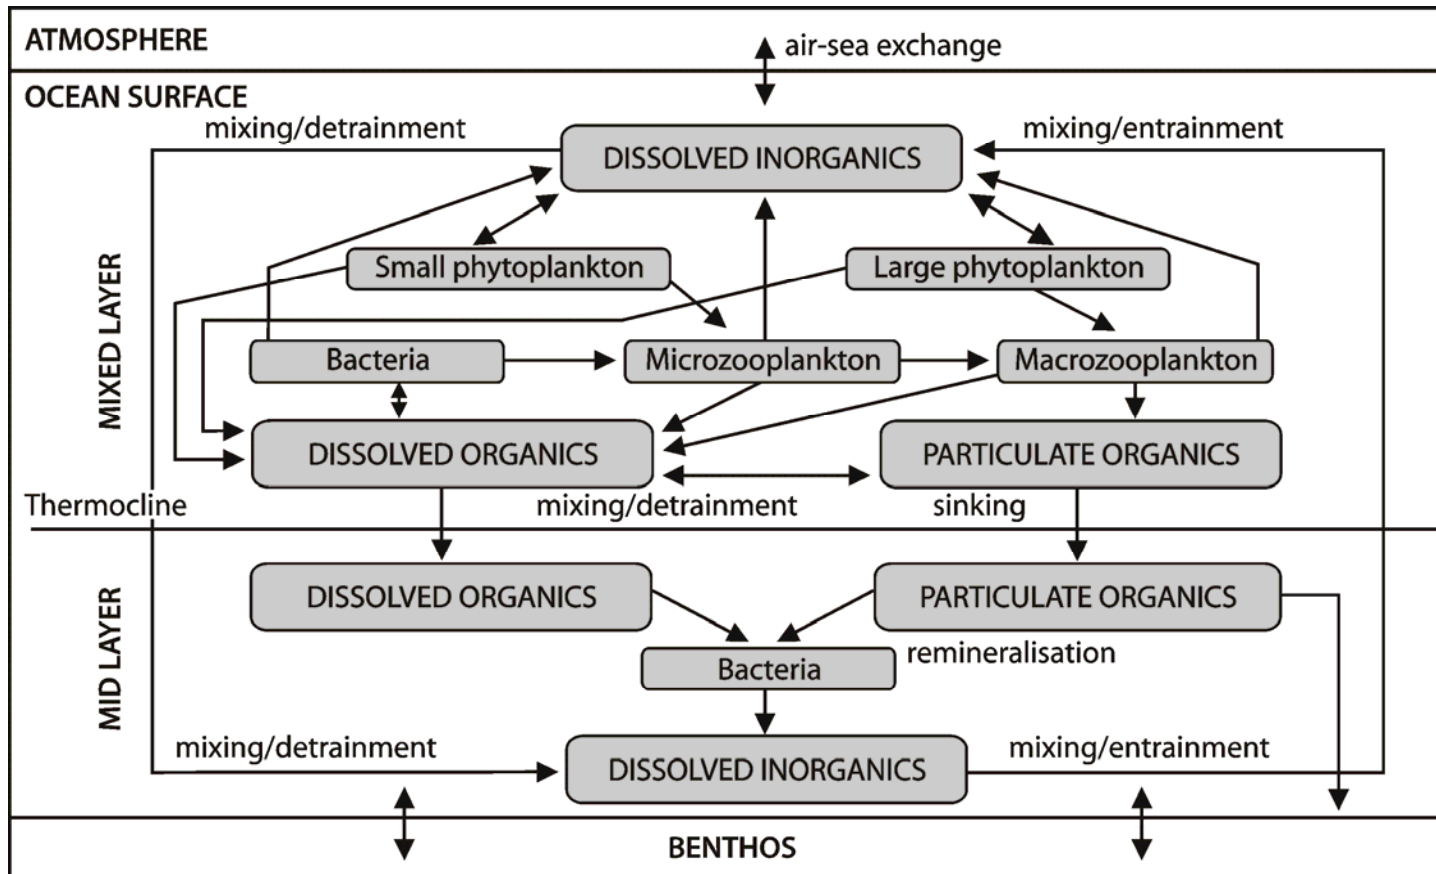 ATMOSPHERE
air-sea exchange
OCEAN SURFACE
mixing/detrainment
mixing/entrainment
DISSOLVED INORGANICS
MIXED LAYER
Small phytoplankton
Large phytoplankton
Bacteria
Microzooplankton
Macrozooplankton
DISSOLVED ORGANICS
PARTICULATE ORGANICS
Thermocline
mixing/detrainment
sinking
MID LAYER
DISSOLVED ORGANICS
PARTICULATE ORGANICS
Bacteria
remineralisation
mixing/detrainment
mixing/entrainment
DISSOLVED INORGANICS
BENTHOS